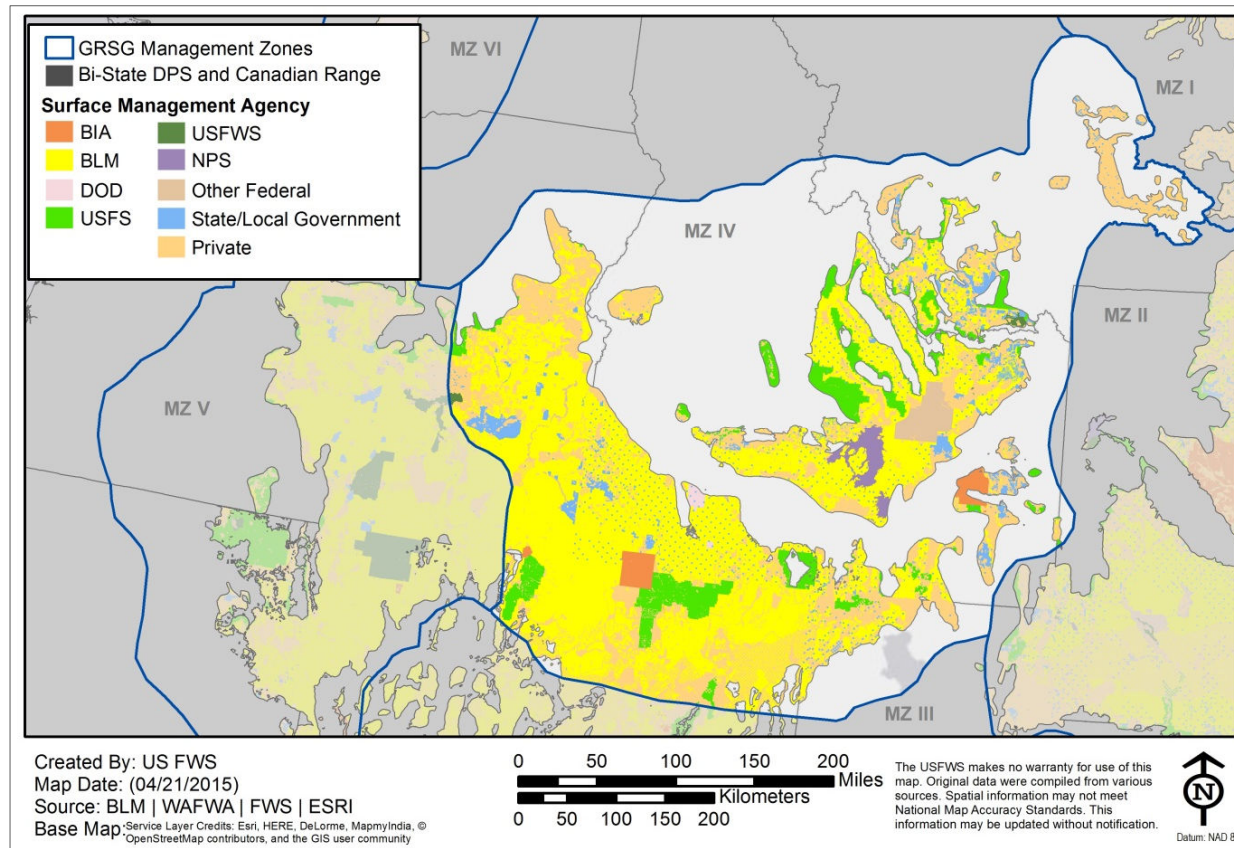 GRSG Management Zones
Bi-State DPS and Canadian Range
Surface Management Agency
BIA
BLM
DOD
USFS
USFWS
NPS
Other Federal
State/Local Government
Private
MZ VI
MZ I
MZ IV
MZ II
MZ V
MZ III
Created By: US FWS
Map Date: (04/21/2015)
Source: BLM | WAFWA | FWS | ESRI
Base Map: Service Layer Credits: Esri, HERE, DeLorme, MapmyIndia, ©
OpenStreetMap contributors, and the GIS user community
0 50 100 150 200
Miles
Kilometers
0 50 100 150 200
The USFWS makes no warranty for use of this
map. Original data were compiled from various
sources. Spatial information may not meet
National Map Accuracy Standards. This
information may be updated without notification.
N
Datum: NAD 8